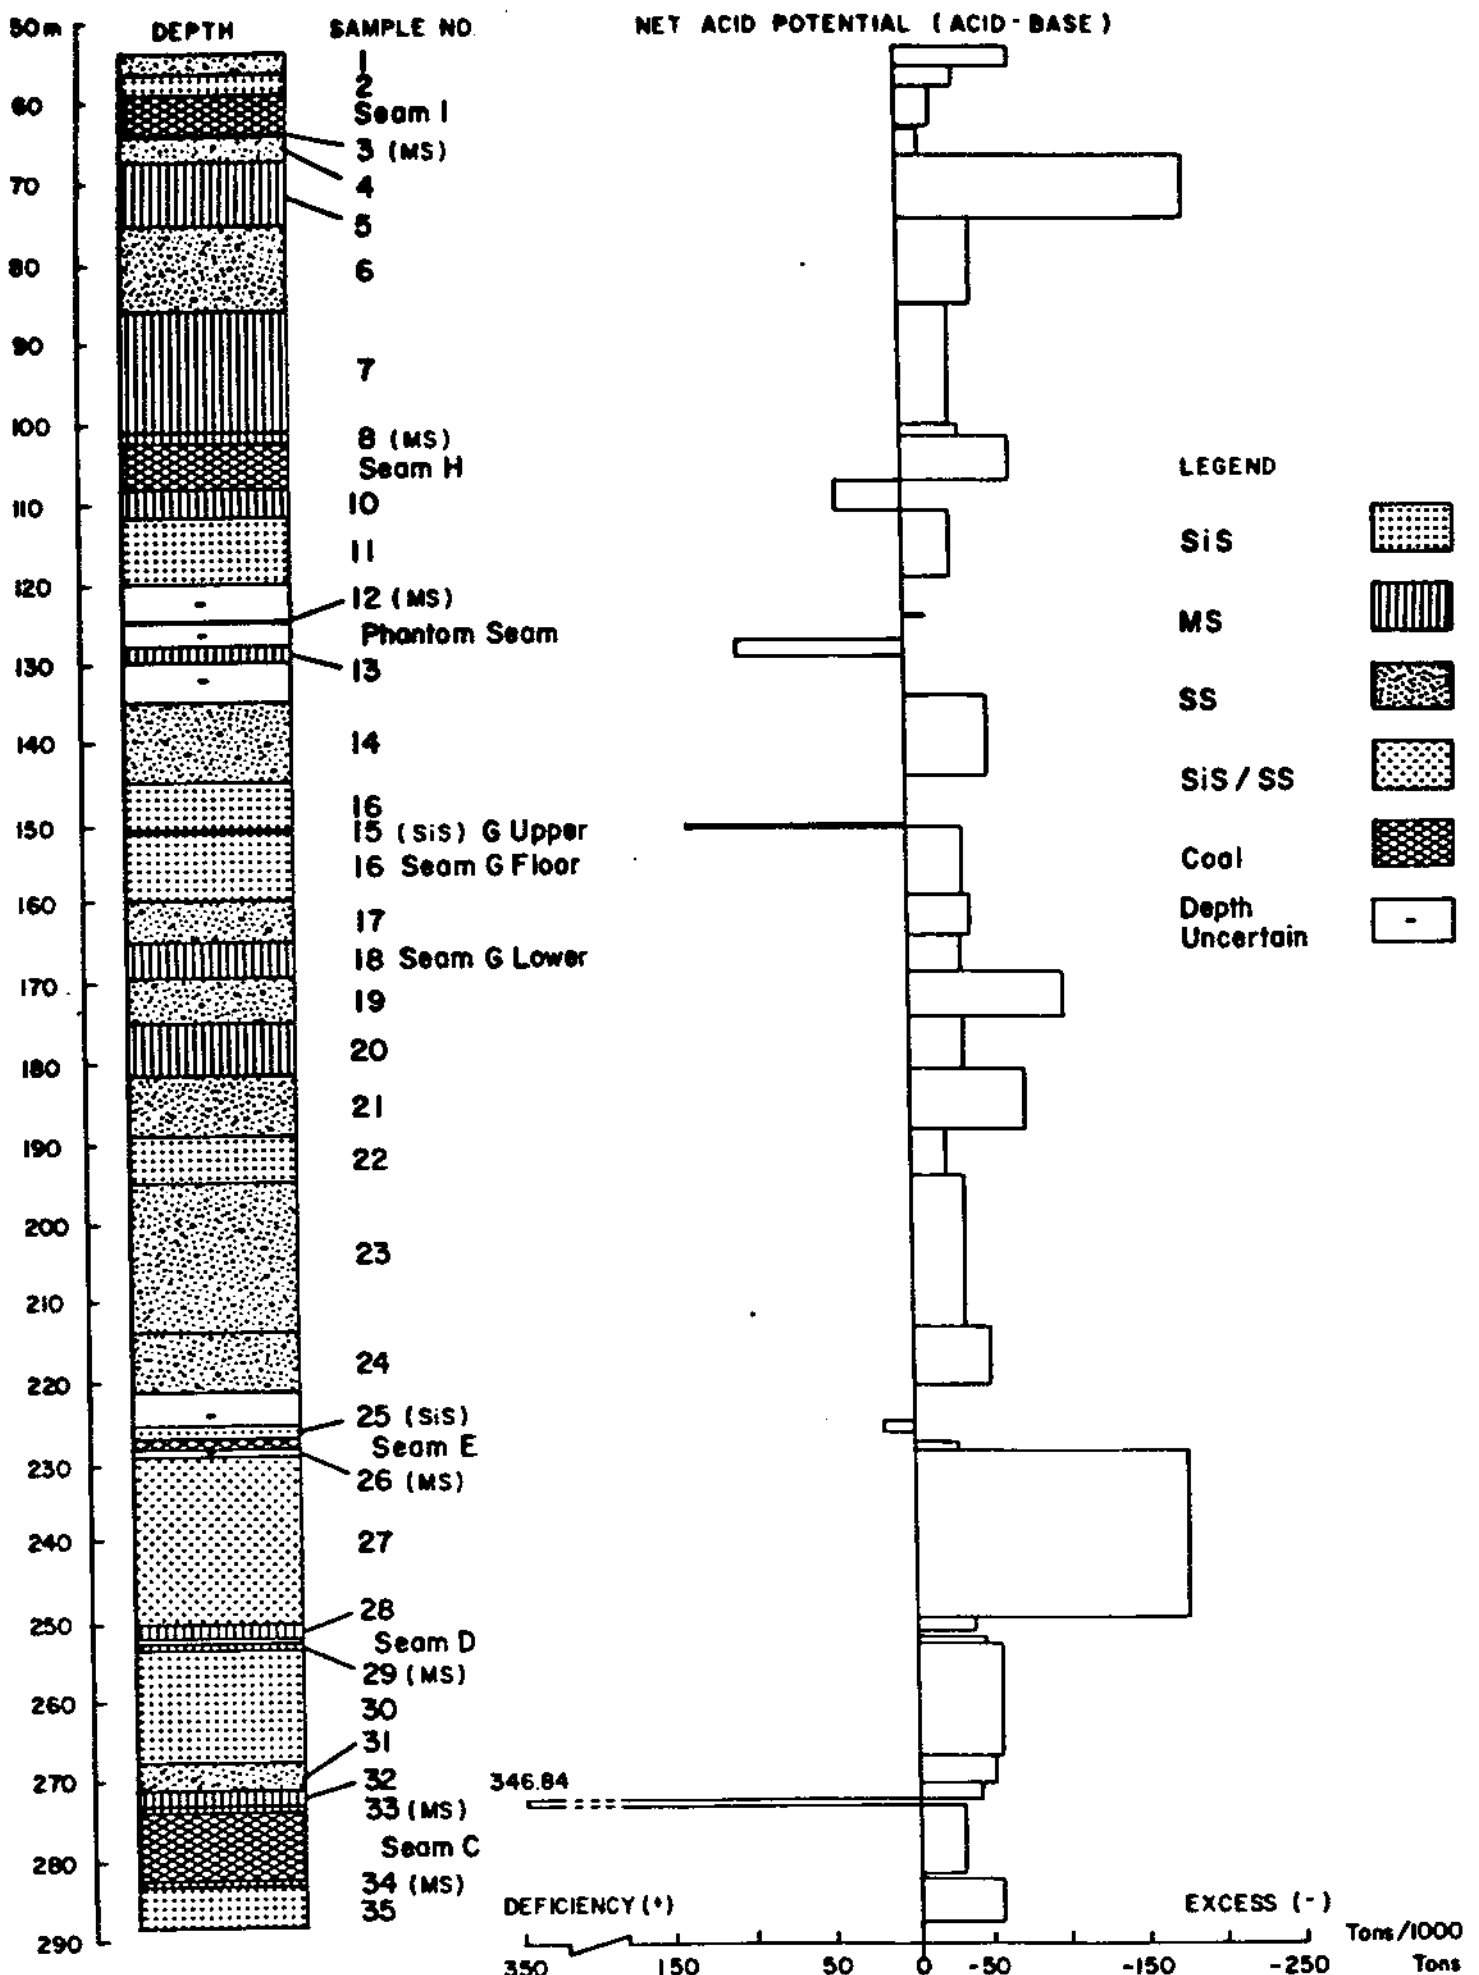 DEPTH SAMPLE NO. NET ACID POTENTIAL (ACID-BASE)
50m
60
70
80
90
100
110
120
130
140
150
160
170
180
190
200
210
220
230
240
250
260
270
280
290
1
2
Seam I
3 (MS)
4
5
6
7
8 (MS)
Seam H
10
11
12 (MS)
Phantom Seam
13
14
16
15 (SiS) G Upper
16 Seam G Floor
17
18 Seam G Lower
19
20
21
22
23
24
25 (SiS)
Seam E
26 (MS)
27
28
Seam D
29 (MS)
30
31
32
33 (MS)
Seam C
34 (MS)
35
346.84
LEGEND
SiS
MS
SS
SiS/SS
Coal
Depth
Uncertain
DEFICIENCY (+) EXCESS (-)
350 150 50 0 -50 -150 -250
Tons/1000
Tons